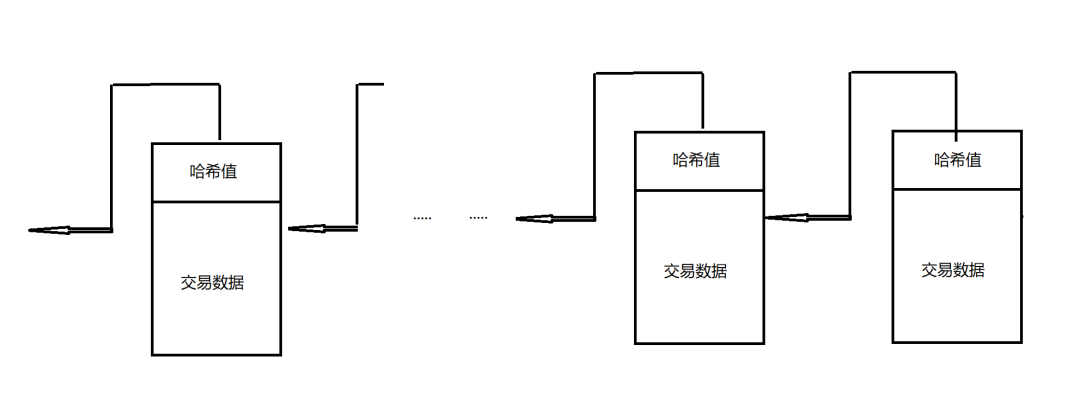 哈希值
交易数据
...... ......
哈希值
交易数据
哈希值
交易数据